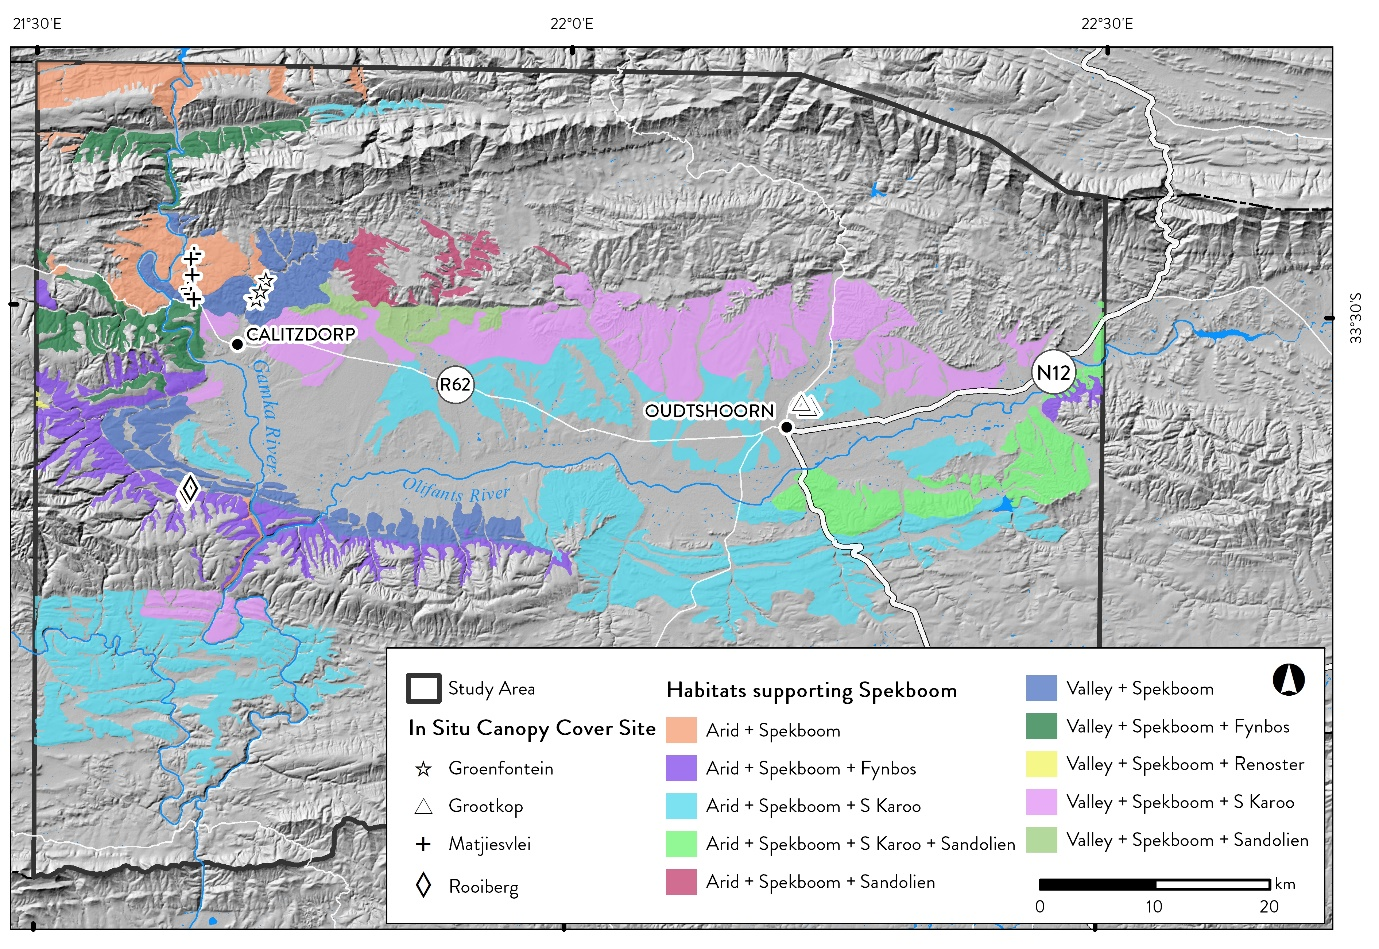 21°30'E
22°0'E
22°30'E
33°30'S
CALITZDORP
Gamka River
R62
N12
OUDTSHOORN
Olifants River
Study Area
In Situ Canopy Cover Site
Groenfontein
Grootkop
Matjiesvlei
Rooiberg
Habitats supporting Spekboom
Arid + Spekboom
Arid + Spekboom + Fynbos
Arid + Spekboom + S Karoo
Arid + Spekboom + S Karoo + Sandolien
Arid + Spekboom + Sandolien
Valley + Spekboom
Valley + Spekboom + Fynbos
Valley + Spekboom + Renoster
Valley + Spekboom + S Karoo
Valley + Spekboom + Sandolien
km
0 10 20